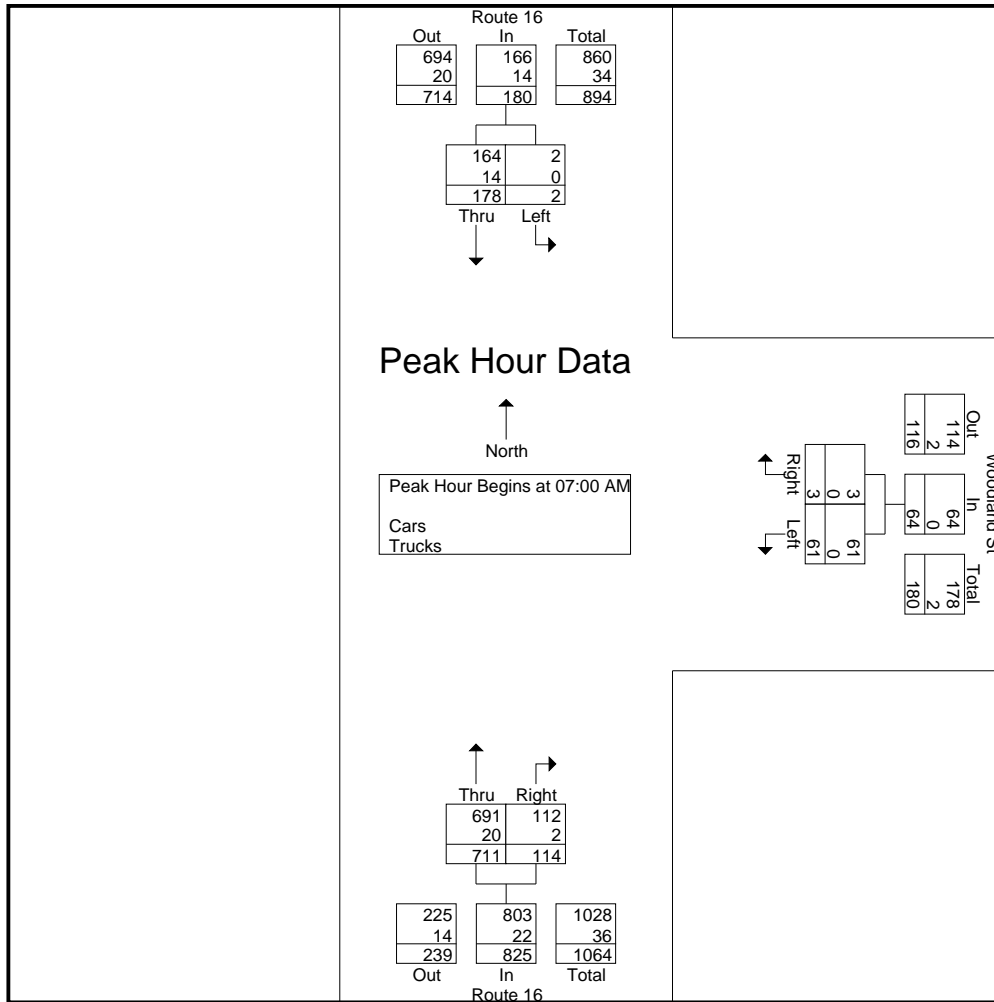 Route 16
Out In Total
694 166 860
20 14 34
714 180 894
164 2
14 0
178 2
Thru Left
Peak Hour Data
North
Peak Hour Begins at 07:00 AM
Cars
Trucks
Right Left
3 61
0 0
3 61
Woodland St
Out In Total
114 64 178
2 0 2
116 64 180
Thru Right
691 112
20 2
711 114
225 803 1028
14 22 36
239 825 1064
Out In Total
Route 16